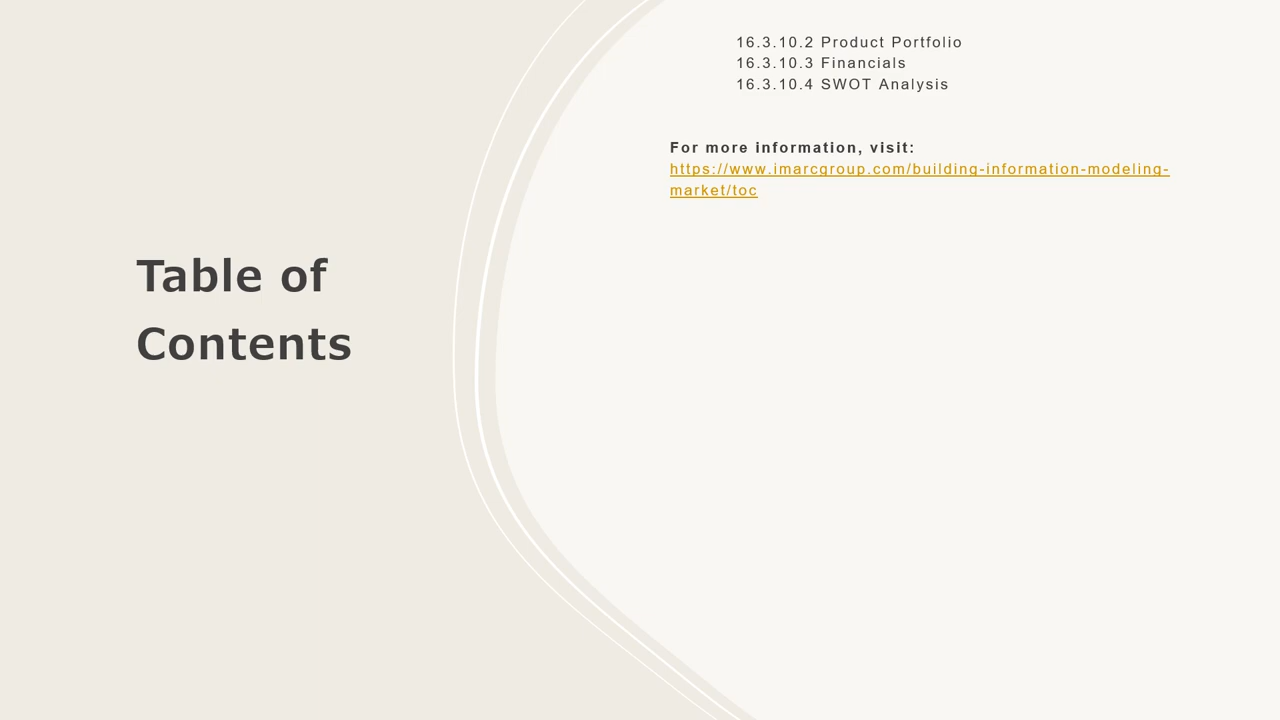 Table of
Contents
16.3.10.2 Product Portfolio
16.3.10.3 Financials
16.3.10.4 SWOT Analysis
For more information, visit:
https://www.imarcgroup.com/building-information-modeling-
market/toc